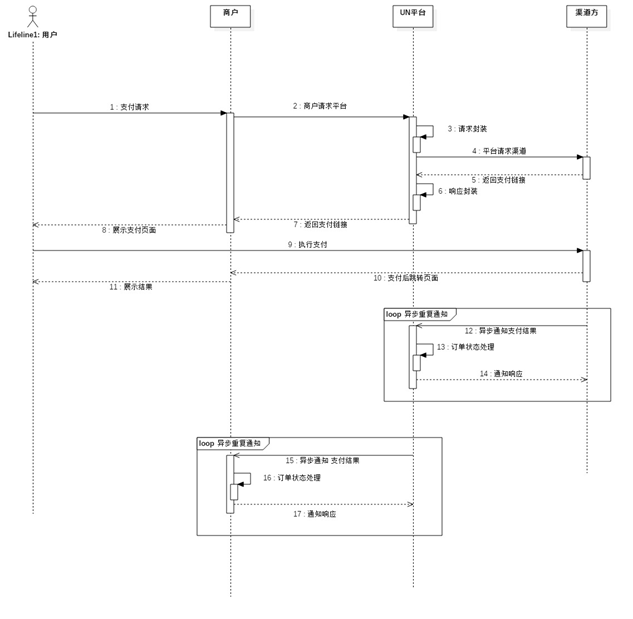 商户
UN平台
渠道方
Lifeline1: 用户
1 : 支付请求
2 : 商户请求平台
3 : 请求封装
4 : 平台请求渠道
5 : 返回支付链接
6 : 响应封装
7 : 返回支付链接
8 : 展示支付页面
9 : 执行支付
10 : 支付后跳转页面
11 : 展示结果
loop 异步重复通知
12 : 异步通知支付结果
13 : 订单状态处理
14 : 通知响应
loop 异步重复通知
15 : 异步通知 支付结果
16 : 订单状态处理
17 : 通知响应